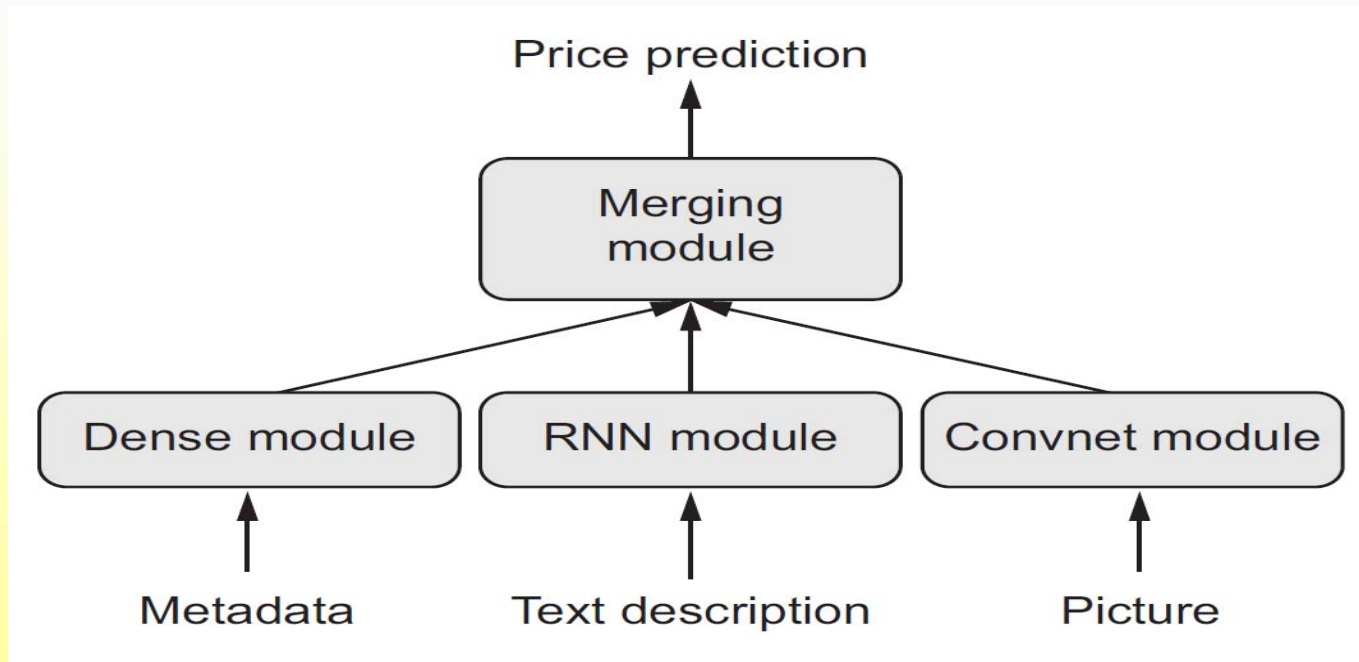 Price prediction
Merging
module
Dense module
RNN module
Convnet module
Metadata
Text description
Picture